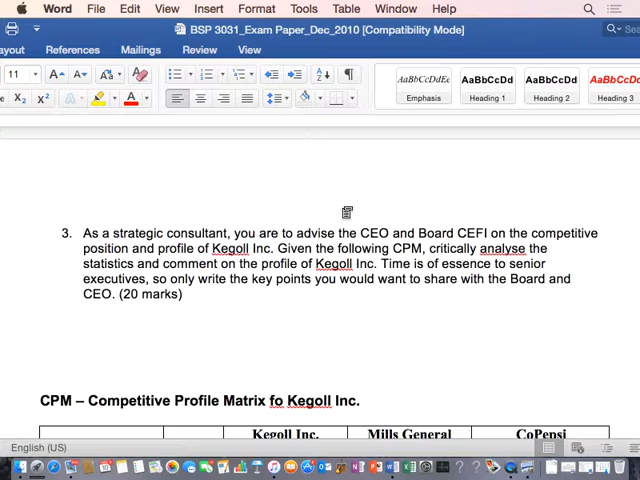 Word File Edit View Insert Format Tools Table Window Help
BSP 3031_Exam Paper_Dec_2010 [Compatibility Mode]
Sea
ayout References Mailings Review View
11 A A Aa
AaBbCcDdEe AaBbCcDd AaBbCcDd AaBbCcD
X₂ X² A A
Emphasis Heading 1 Heading 2 Heading 3
3. As a strategic consultant, you are to advise the CEO and Board CEFI on the competitive
position and profile of Kegoll Inc. Given the following CPM, critically analyse the
statistics and comment on the profile of Kegoll Inc. Time is of essence to senior
executives, so only write the key points you would want to share with the Board and
CEO. (20 marks)
CPM – Competitive Profile Matrix fo Kegoll Inc.
Kegoll Inc. Mills General CoPepsi
English (US)